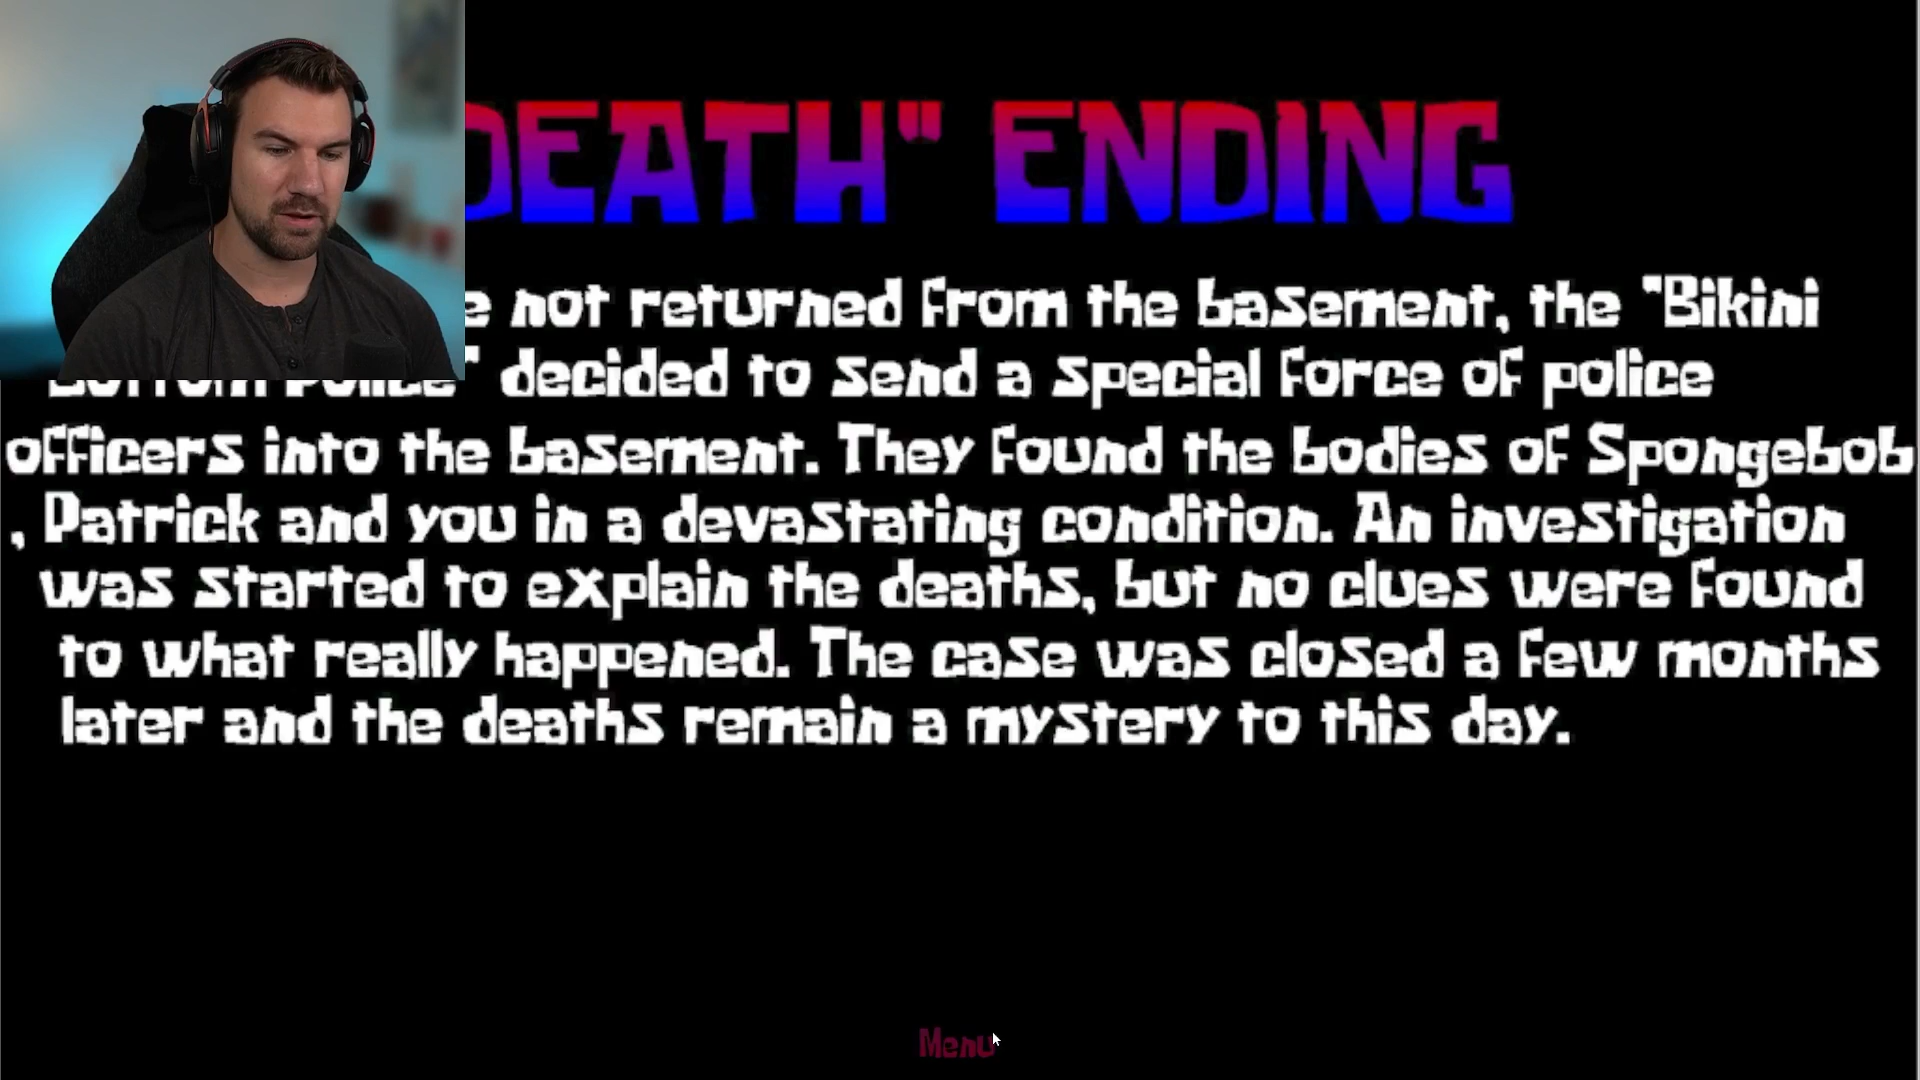 DEATH" ENDING
not returned from the basement, the "Bikini
Bottom Police" decided to send a special force of police
officers into the basement. They found the bodies of Spongebob
, Patrick and you in a devastating condition. An investigation
was started to explain the deaths, but no clues were found
to what really happened. The case was closed a few months
later and the deaths remain a mystery to this day.
Menu